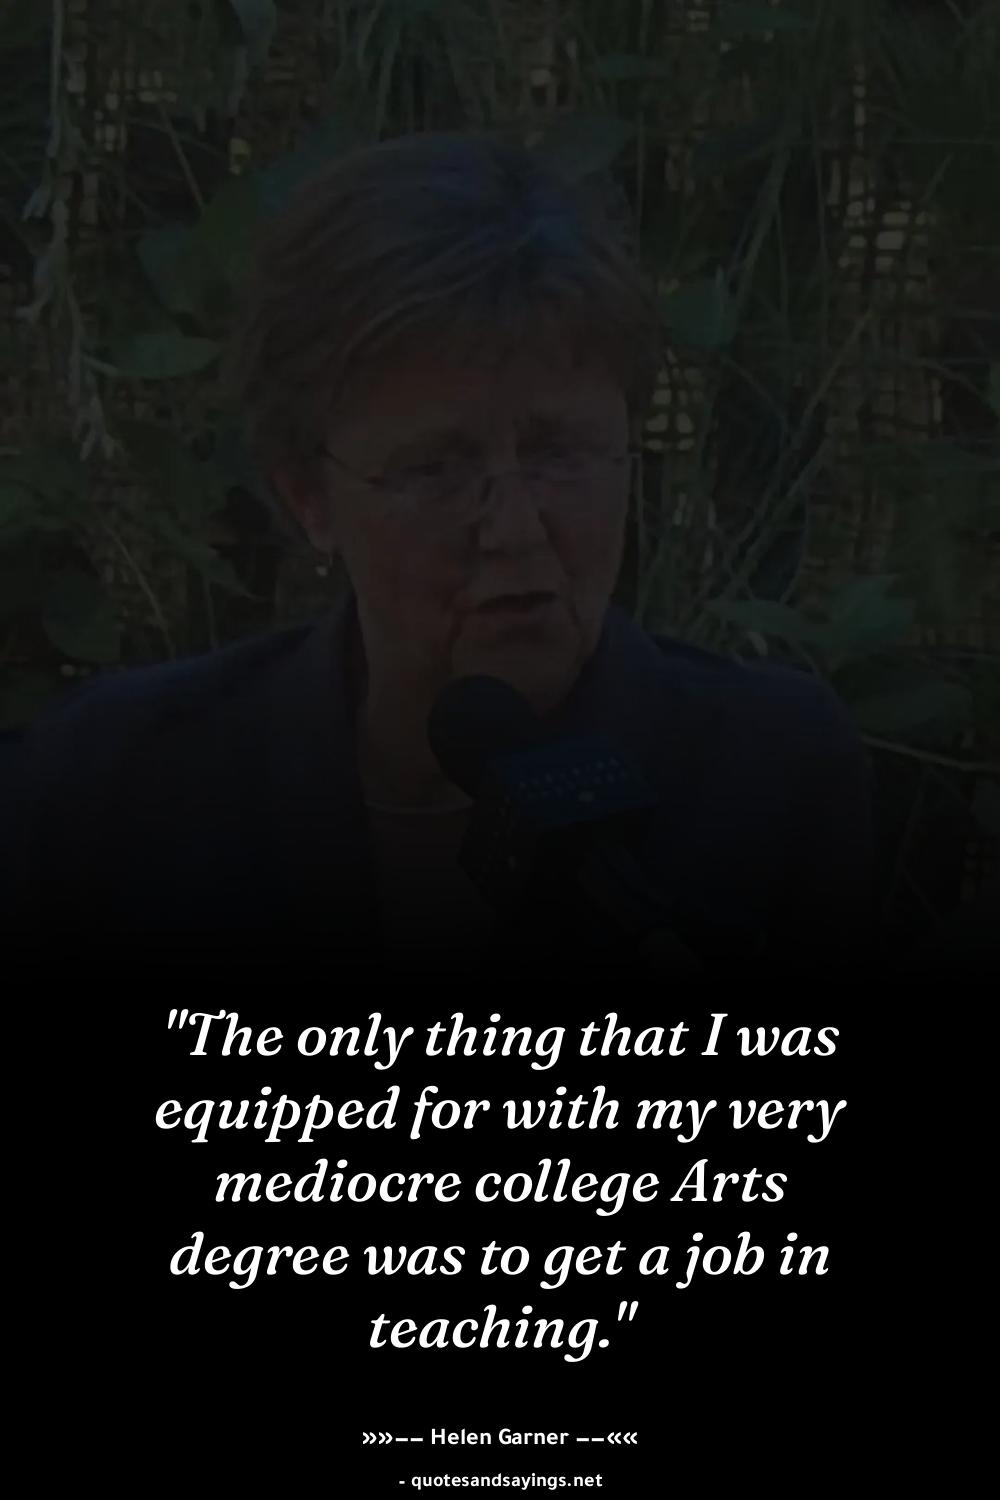 "The only thing that I was
equipped for with my very
mediocre college Arts
degree was to get a job in
teaching."
»»–– Helen Garner ––««
- quotesandsayings.net